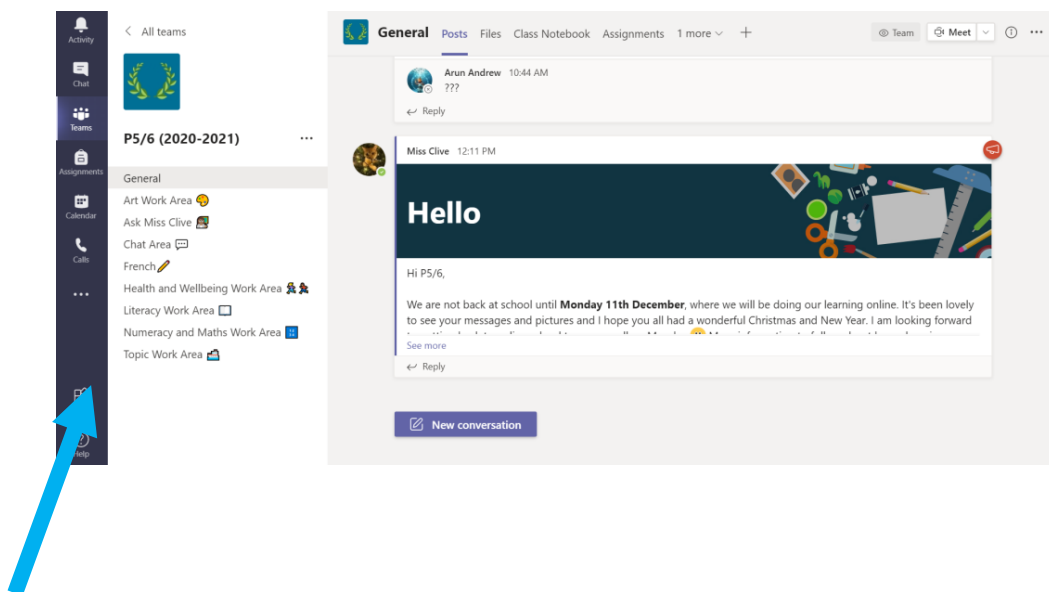 Activity
Chat
Teams
Assignments
Calendar
Calls
Help
All teams
P5/6 (2020-2021)
General
Art Work Area
Ask Miss Clive
Chat Area
French
Health and Wellbeing Work Area
Literacy Work Area
Numeracy and Maths Work Area
Topic Work Area
General Posts Files Class Notebook Assignments 1 more
Team Meet
Arun Andrew 10:44 AM
???
Reply
Miss Clive 12:11 PM
Hello
Hi P5/6,
We are not back at school until Monday 11th December, where we will be doing our learning online. It's been lovely
to see your messages and pictures and I hope you all had a wonderful Christmas and New Year. I am looking forward
See more
Reply
New conversation